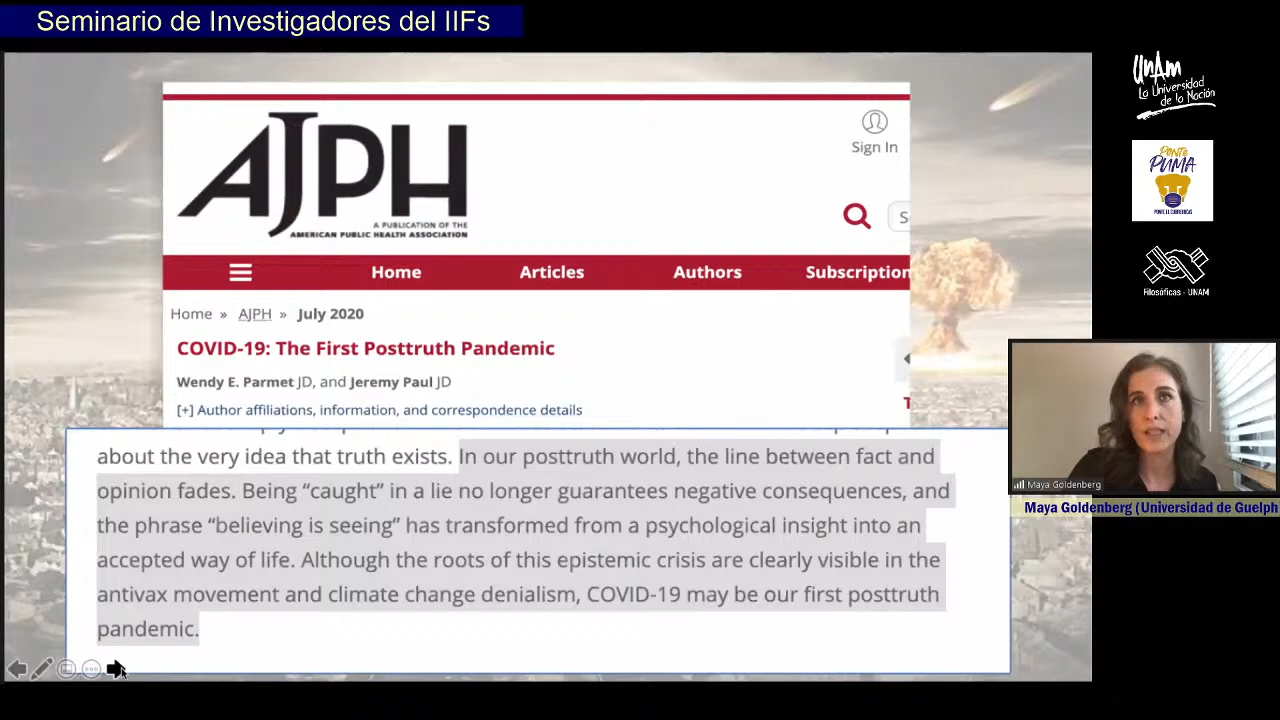 Seminario de Investigadores del IIFs
UnAm
La Universidad
de la Nación
PONTE
PUMA
Filosóficas - UNAM
AJPH
A PUBLICATION OF THE
AMERICAN PUBLIC HEALTH ASSOCIATION
Sign In
Home Articles Authors Subscription
Home » AJPH » July 2020
COVID-19: The First Posttruth Pandemic
Wendy E. Parmet JD, and Jeremy Paul JD
[+] Author affiliations, information, and correspondence details
about the very idea that truth exists. In our posttruth world, the line between fact and
opinion fades. Being “caught” in a lie no longer guarantees negative consequences, and
the phrase “believing is seeing” has transformed from a psychological insight into an
accepted way of life. Although the roots of this epistemic crisis are clearly visible in the
antivax movement and climate change denialism, COVID-19 may be our first posttruth
pandemic.
Maya Goldenberg
Maya Goldenberg (Universidad de Guelph